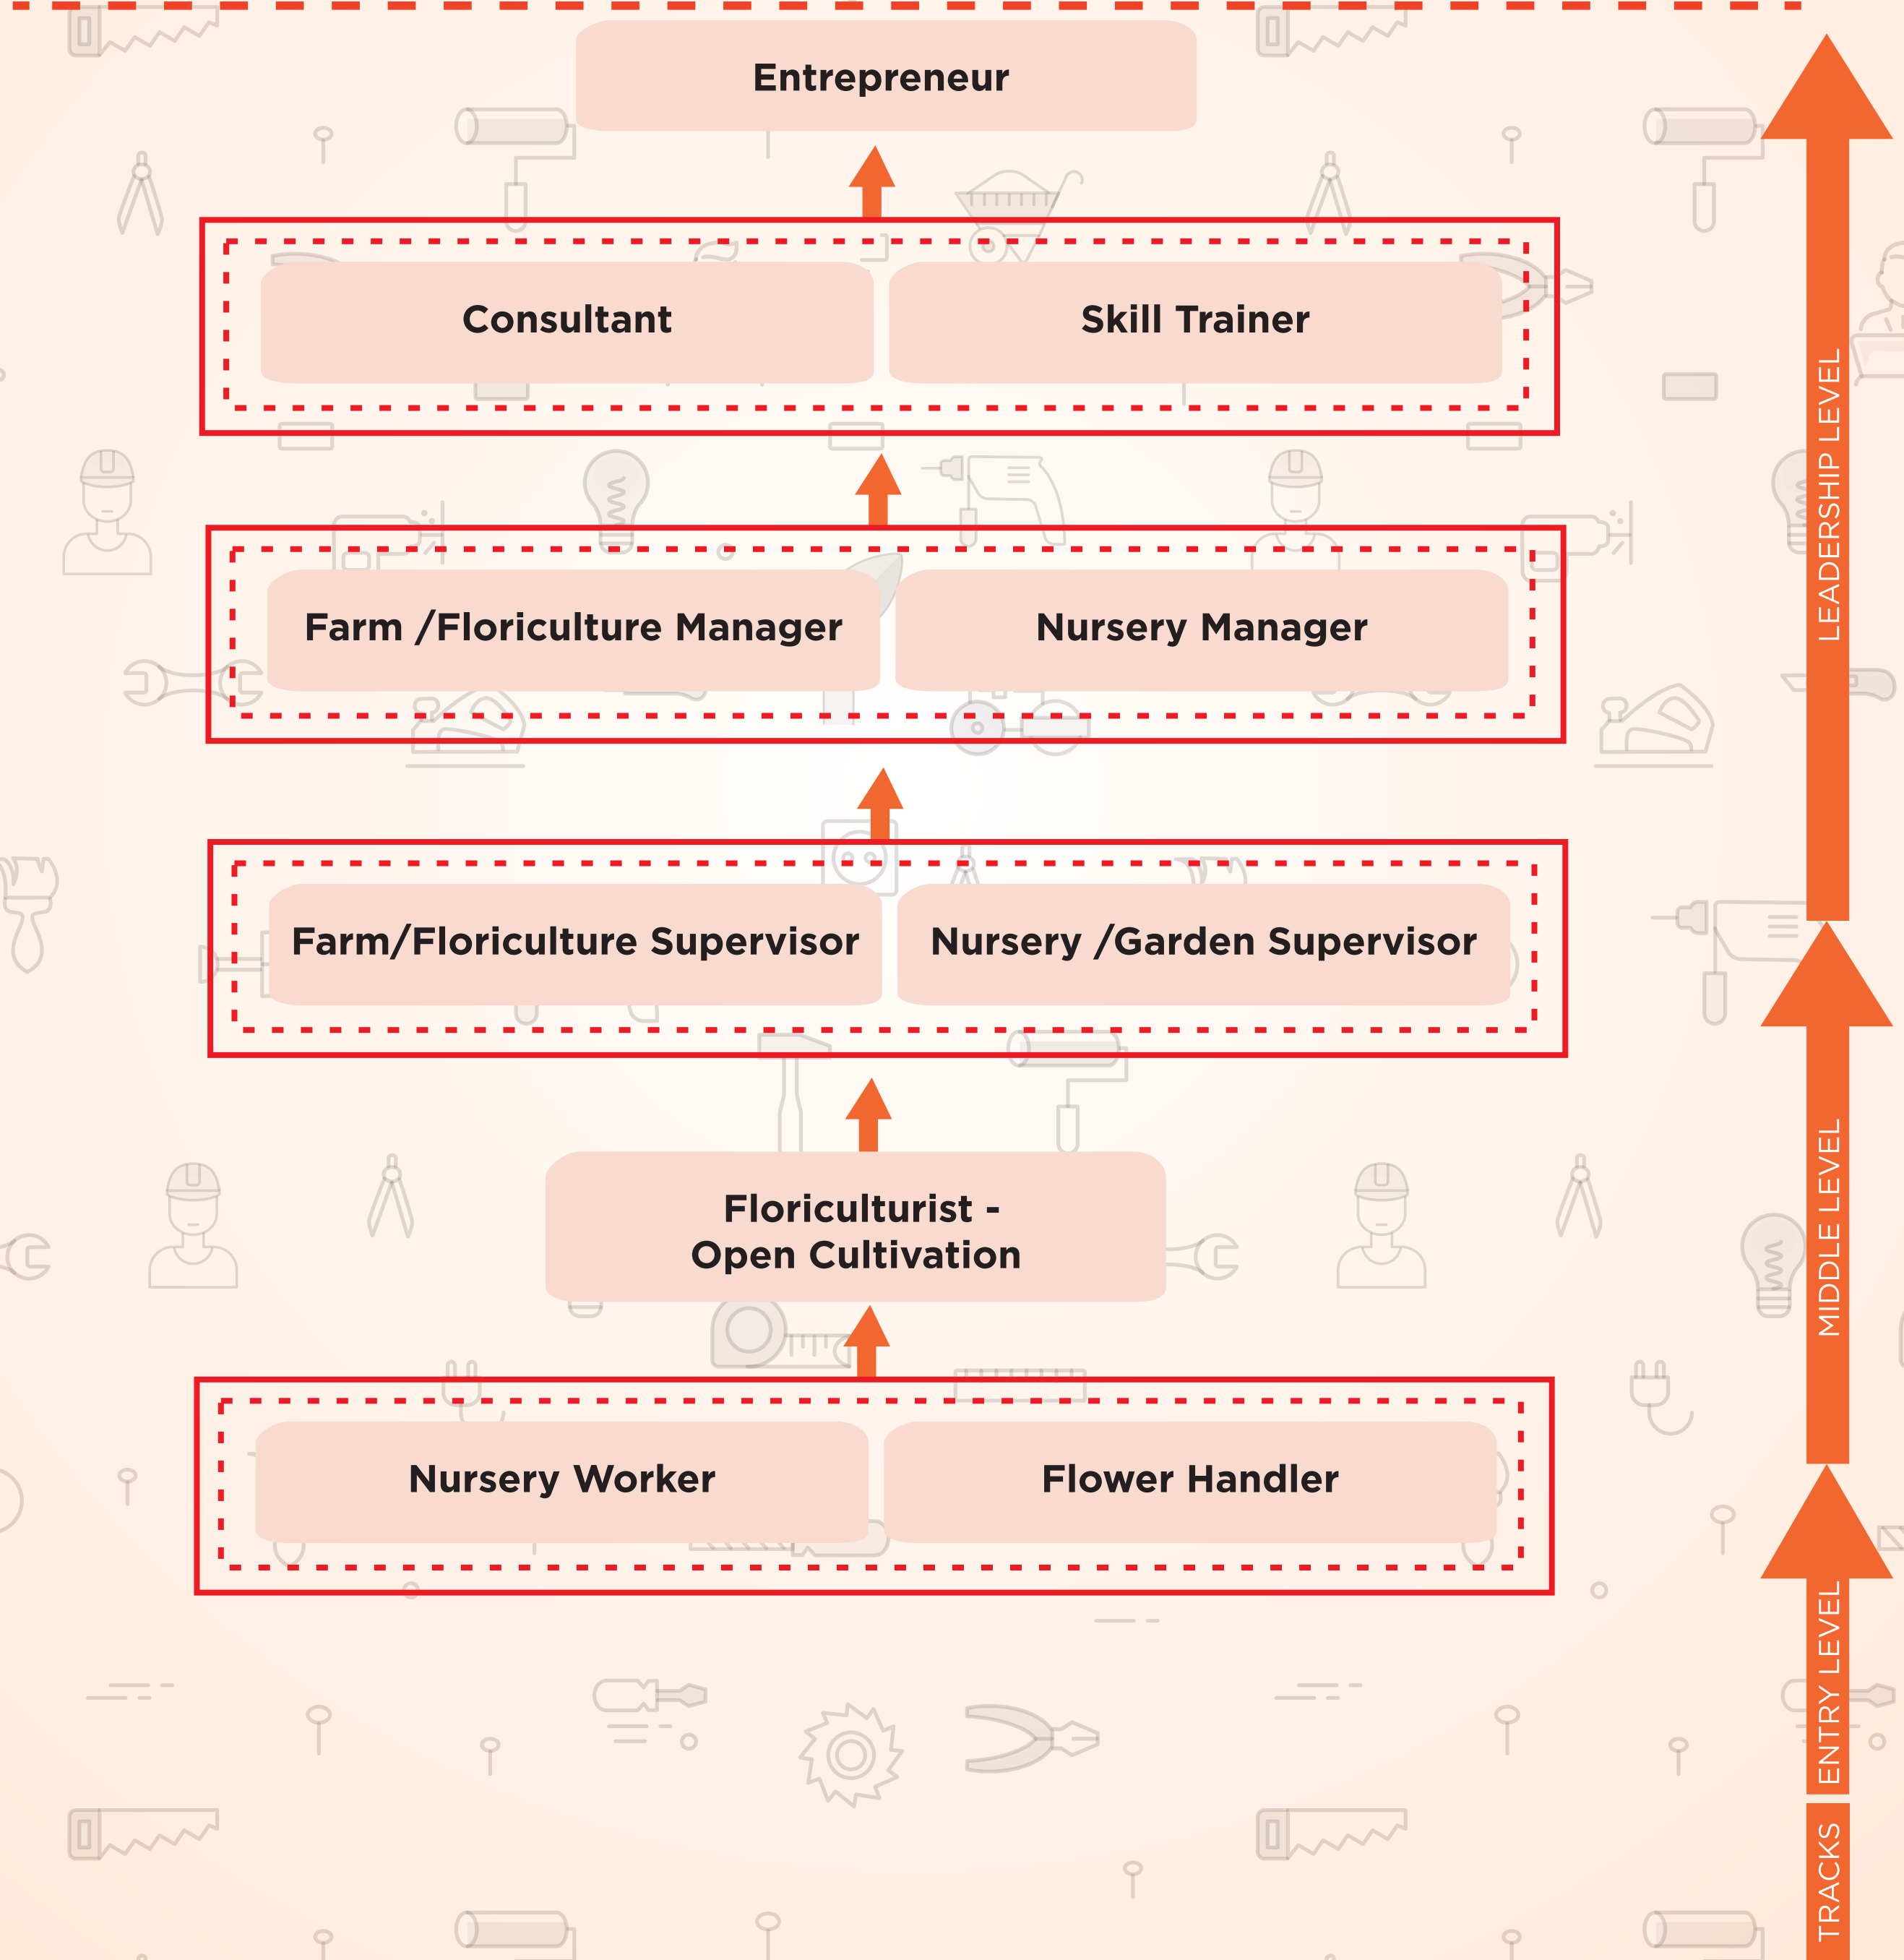 Entrepreneur
Consultant
Skill Trainer
Farm /Floriculture Manager
Nursery Manager
Farm/Floriculture Supervisor
Nursery /Garden Supervisor
Floriculturist -
Open Cultivation
Nursery Worker
Flower Handler
LEADERSHIP LEVEL
MIDDLE LEVEL
ENTRY LEVEL
TRACKS